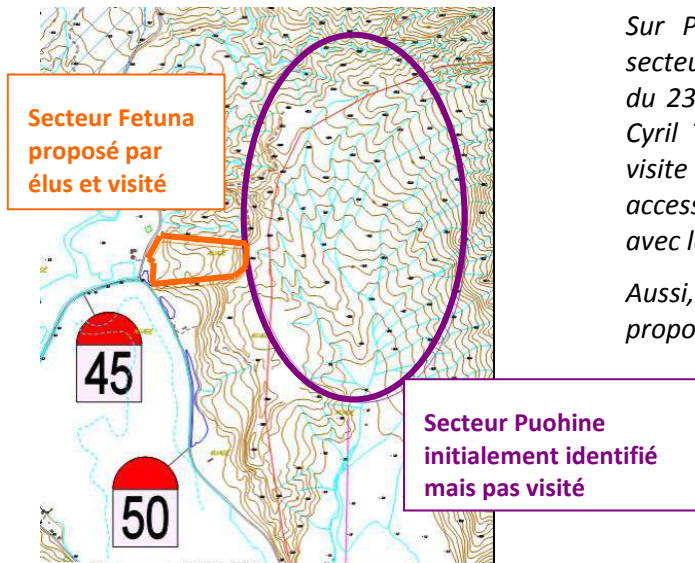 Secteur Fetuna
proposé par
élus et visité
45
50
Secteur Puohine
initialement identifié
mais pas visité
Sur
secteu
du 23
Cyril
visite
access
avec l
Aussi,
propo